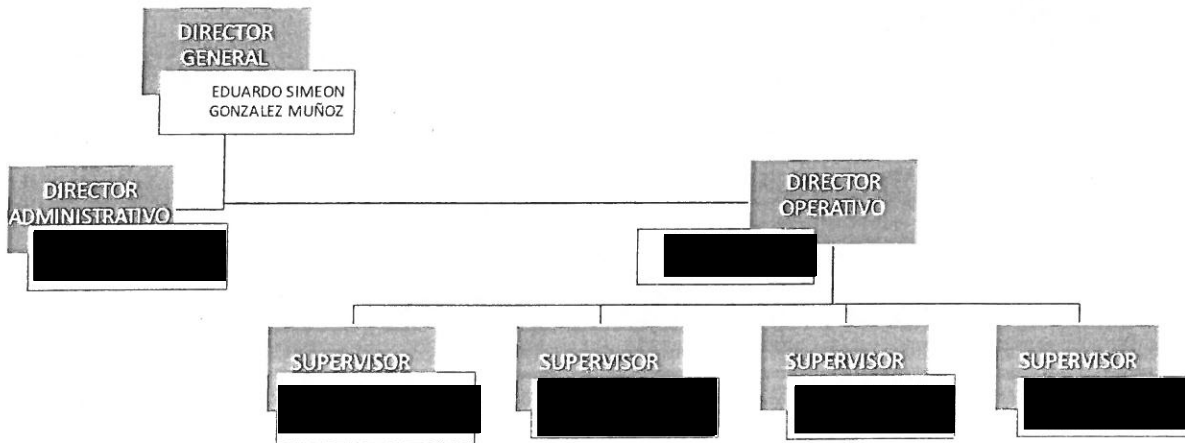 DIRECTOR
GENERAL
EDUARDO SIMEON
GONZALEZ MUÑOZ
DIRECTOR
ADMINISTRATIVO
DIRECTOR
OPERATIVO
SUPERVISOR
SUPERVISOR
SUPERVISOR
SUPERVISOR